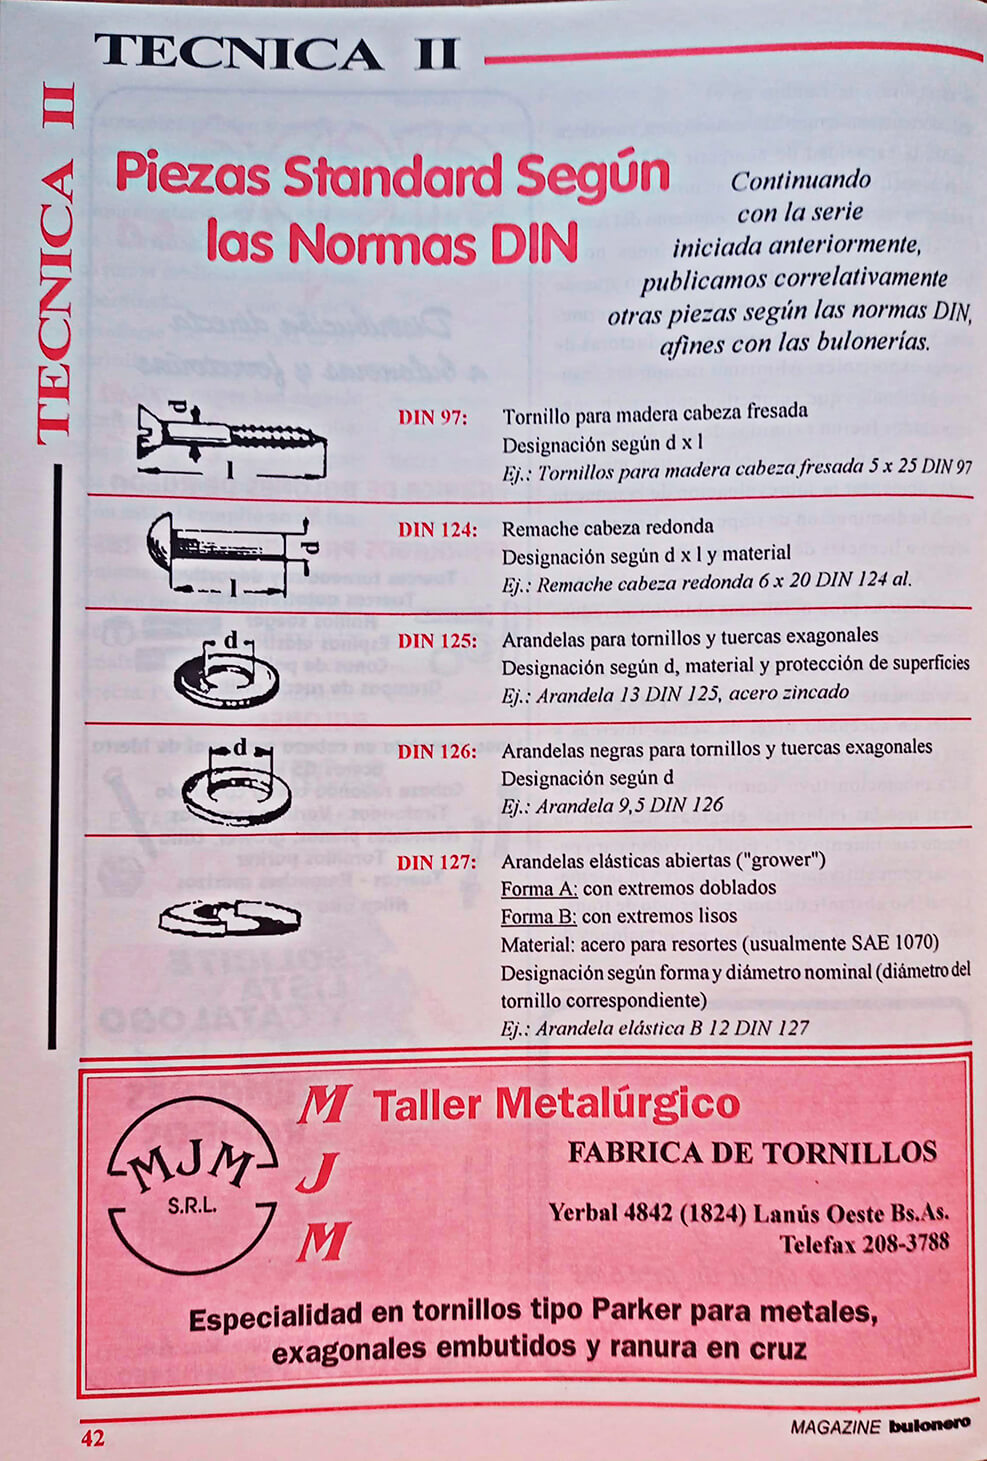 TECNICA II
TECNICA II
Piezas Standard Según
las Normas DIN
Continuando
con la serie
iniciada anteriormente,
publicamos correlativamente
otras piezas según las normas DIN,
afines con las bulonerías.
d
l
DIN 97:
Tornillo para madera cabeza fresada
Designación según d x l
Ej.: Tornillos para madera cabeza fresada 5 x 25 DIN 97
d
l
DIN 124:
Remache cabeza redonda
Designación según d x l y material
Ej.: Remache cabeza redonda 6 x 20 DIN 124 al.
d
DIN 125:
Arandelas para tornillos y tuercas exagonales
Designación según d, material y protección de superficies
Ej.: Arandela 13 DIN 125, acero zincado
d
DIN 126:
Arandelas negras para tornillos y tuercas exagonales
Designación según d
Ej.: Arandela 9,5 DIN 126
DIN 127:
Arandelas elásticas abiertas ("grower")
Forma A: con extremos doblados
Forma B: con extremos lisos
Material: acero para resortes (usualmente SAE 1070)
Designación según forma y diámetro nominal (diámetro del
tornillo correspondiente)
Ej.: Arandela elástica B 12 DIN 127
MJM
S.R.L.
M
J
M
Taller Metalúrgico
FABRICA DE TORNILLOS
Yerbal 4842 (1824) Lanús Oeste Bs.As.
Telefax 208-3788
Especialidad en tornillos tipo Parker para metales,
exagonales embutidos y ranura en cruz
42
MAGAZINE bulonero